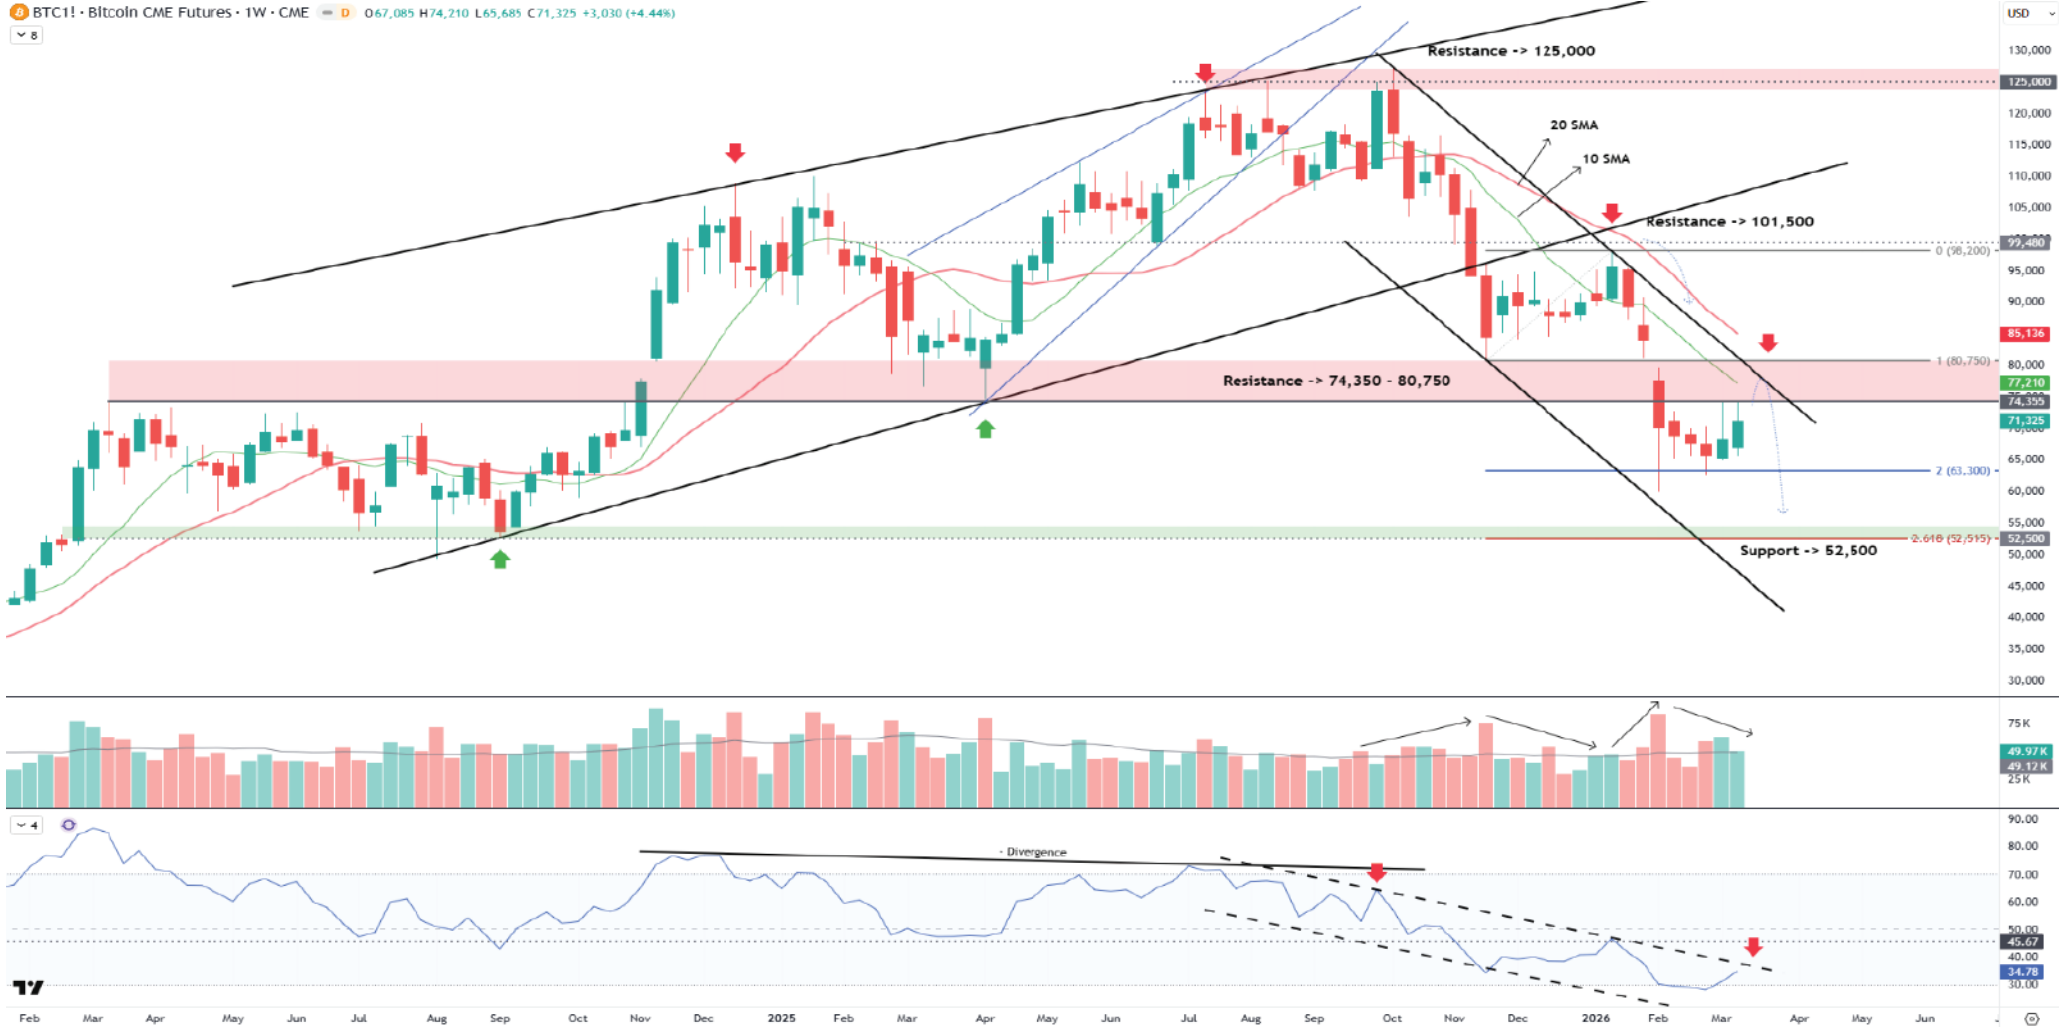 BTC1! · Bitcoin CME Futures · 1W · CME D O67,085 H74,210 L65,685 C71,325 +3,030 (+4.44%)
USD
8
130,000
Resistance -> 125,000
125,000
120,000
20 SMA
115,000
10 SMA
110,000
105,000
Resistance -> 101,500
99,480
0 (98,200)
95,000
90,000
85,136
80,000
1 (80,750)
Resistance -> 74,350 - 80,750
77,210
74,355
71,325
65,000
2 (63,300)
60,000
55,000
2.618 (52,515)
52,500
Support -> 52,500
50,000
45,000
40,000
35,000
30,000
75K
49.97K
49.12K
25K
4
90.00
- Divergence
80.00
70.00
60.00
50.00
45.67
40.00
34.78
30.00
Feb Mar Apr May Jun Jul Aug Sep Oct Nov Dec 2025 Feb Mar Apr May Jun Jul Aug Sep Oct Nov Dec 2026 Feb Mar Apr May Jun